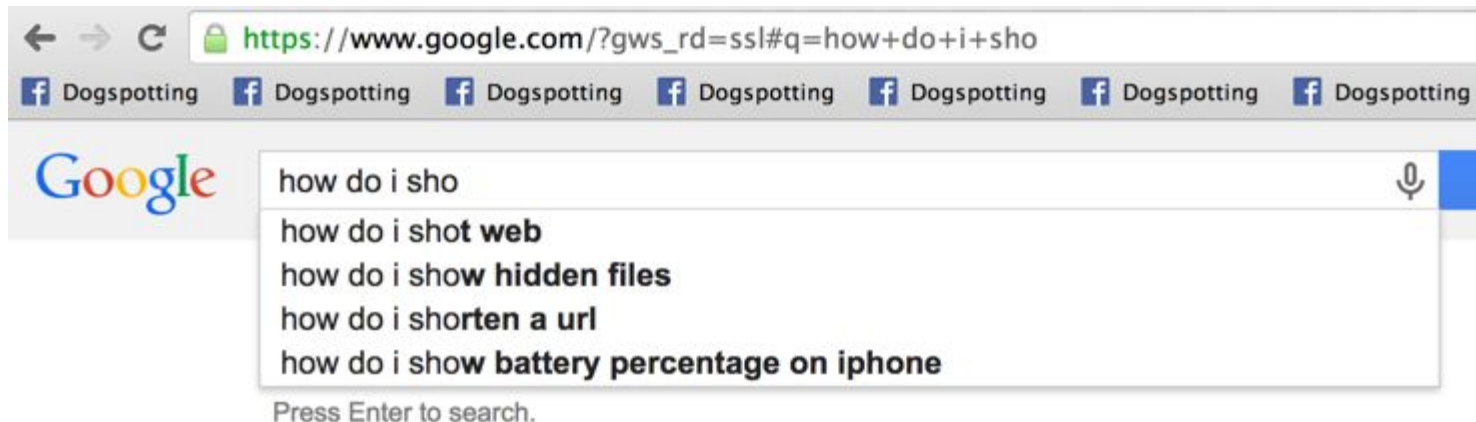 https://www.google.com/?gws_rd=ssl#q=how+do+i+sho
Dogspotting Dogspotting Dogspotting Dogspotting Dogspotting Dogspotting Dogspotting
Google how do i sho
how do i shot web
how do i show hidden files
how do i shorten a url
how do i show battery percentage on iphone
Press Enter to search.